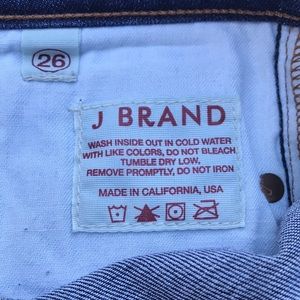 26
J BRAND
WASH INSIDE OUT IN COLD WATER
WITH LIKE COLORS, DO NOT BLEACH
TUMBLE DRY LOW,
REMOVE PROMPTLY, DO NOT IRON
MADE IN CALIFORNIA, USA